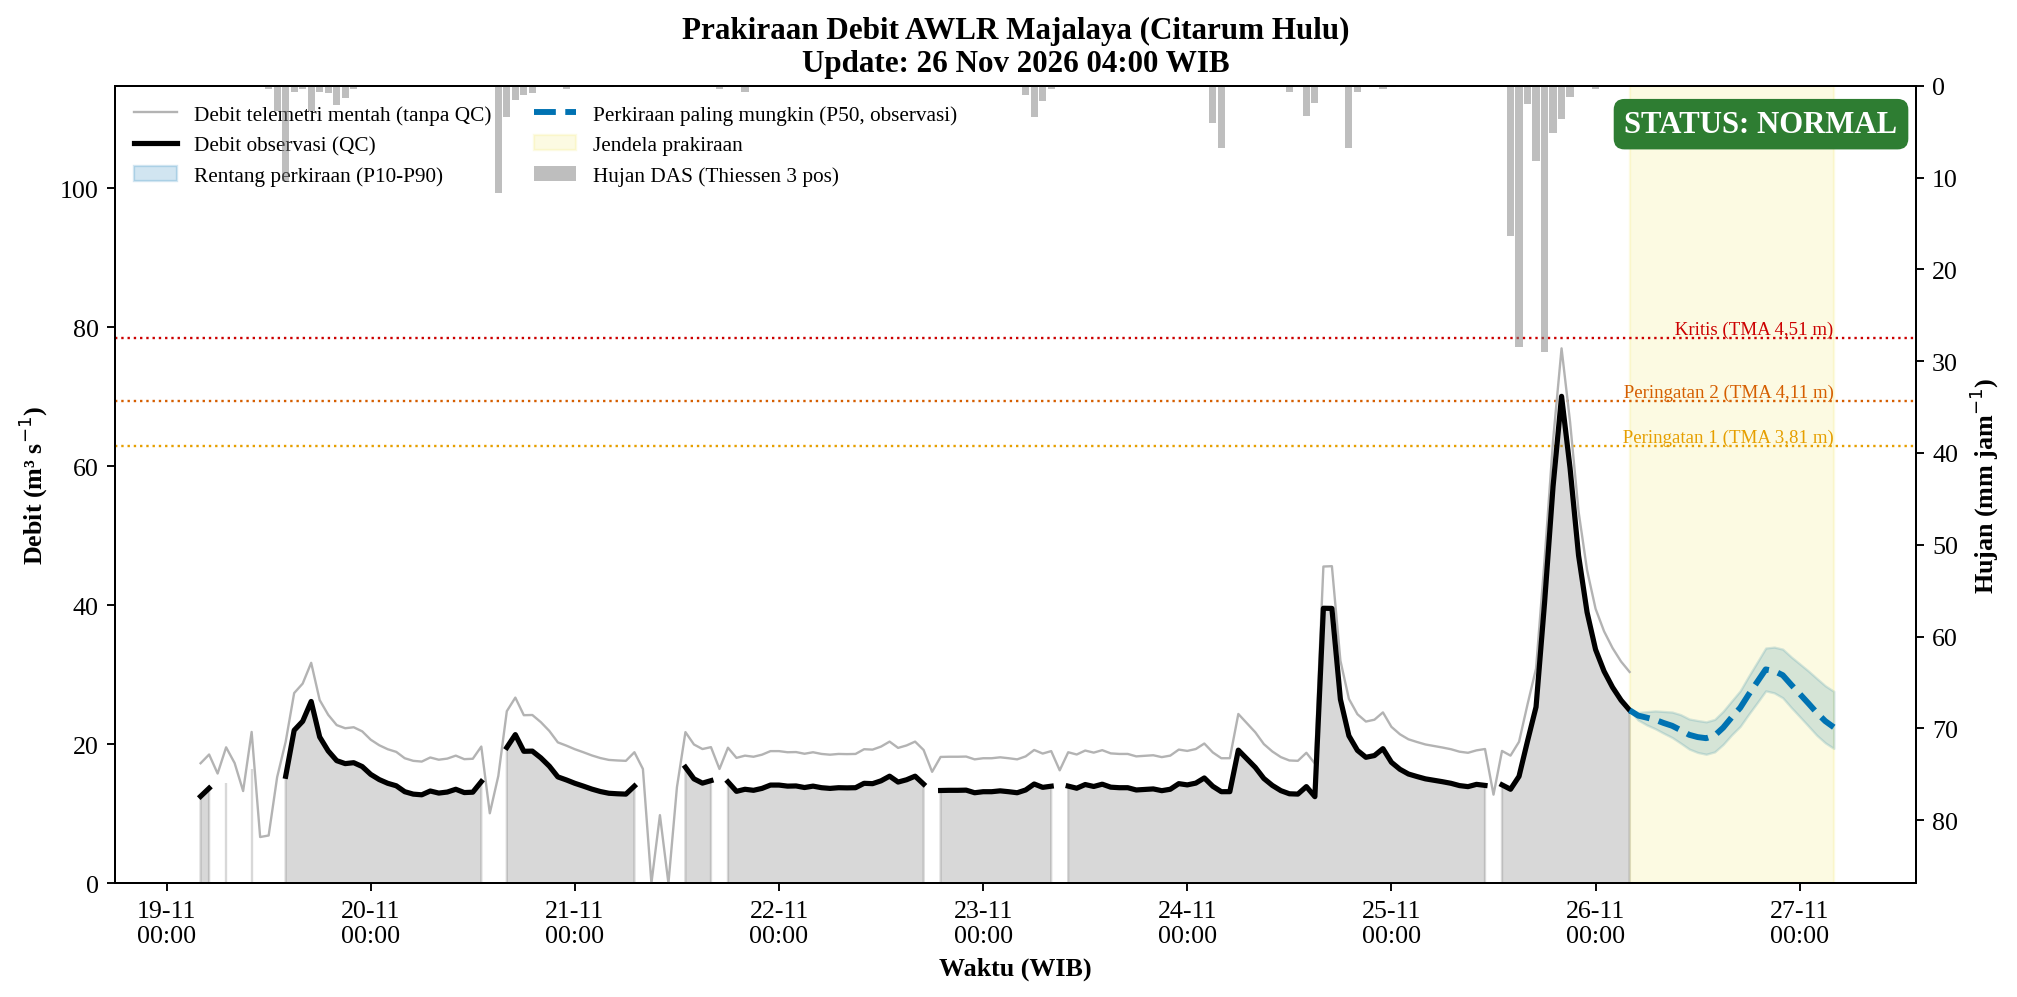 Prakiraan Debit AWLR Majalaya (Citarum Hulu)
Update: 26 Nov 2026 04:00 WIB
Debit telemetri mentah (tanpa QC)
Debit observasi (QC)
Rentang perkiraan (P10-P90)
Perkiraan paling mungkin (P50, observasi)
Jendela prakiraan
Hujan DAS (Thiessen 3 pos)
STATUS: NORMAL
Kritis (TMA 4,51 m)
Peringatan 2 (TMA 4,11 m)
Peringatan 1 (TMA 3,81 m)
Debit (m³ s⁻¹)
100
80
60
40
20
0
Hujan (mm jam⁻¹)
0
10
20
30
40
50
60
70
80
19-11
00:00
20-11
00:00
21-11
00:00
22-11
00:00
23-11
00:00
24-11
00:00
25-11
00:00
26-11
00:00
27-11
00:00
Waktu (WIB)